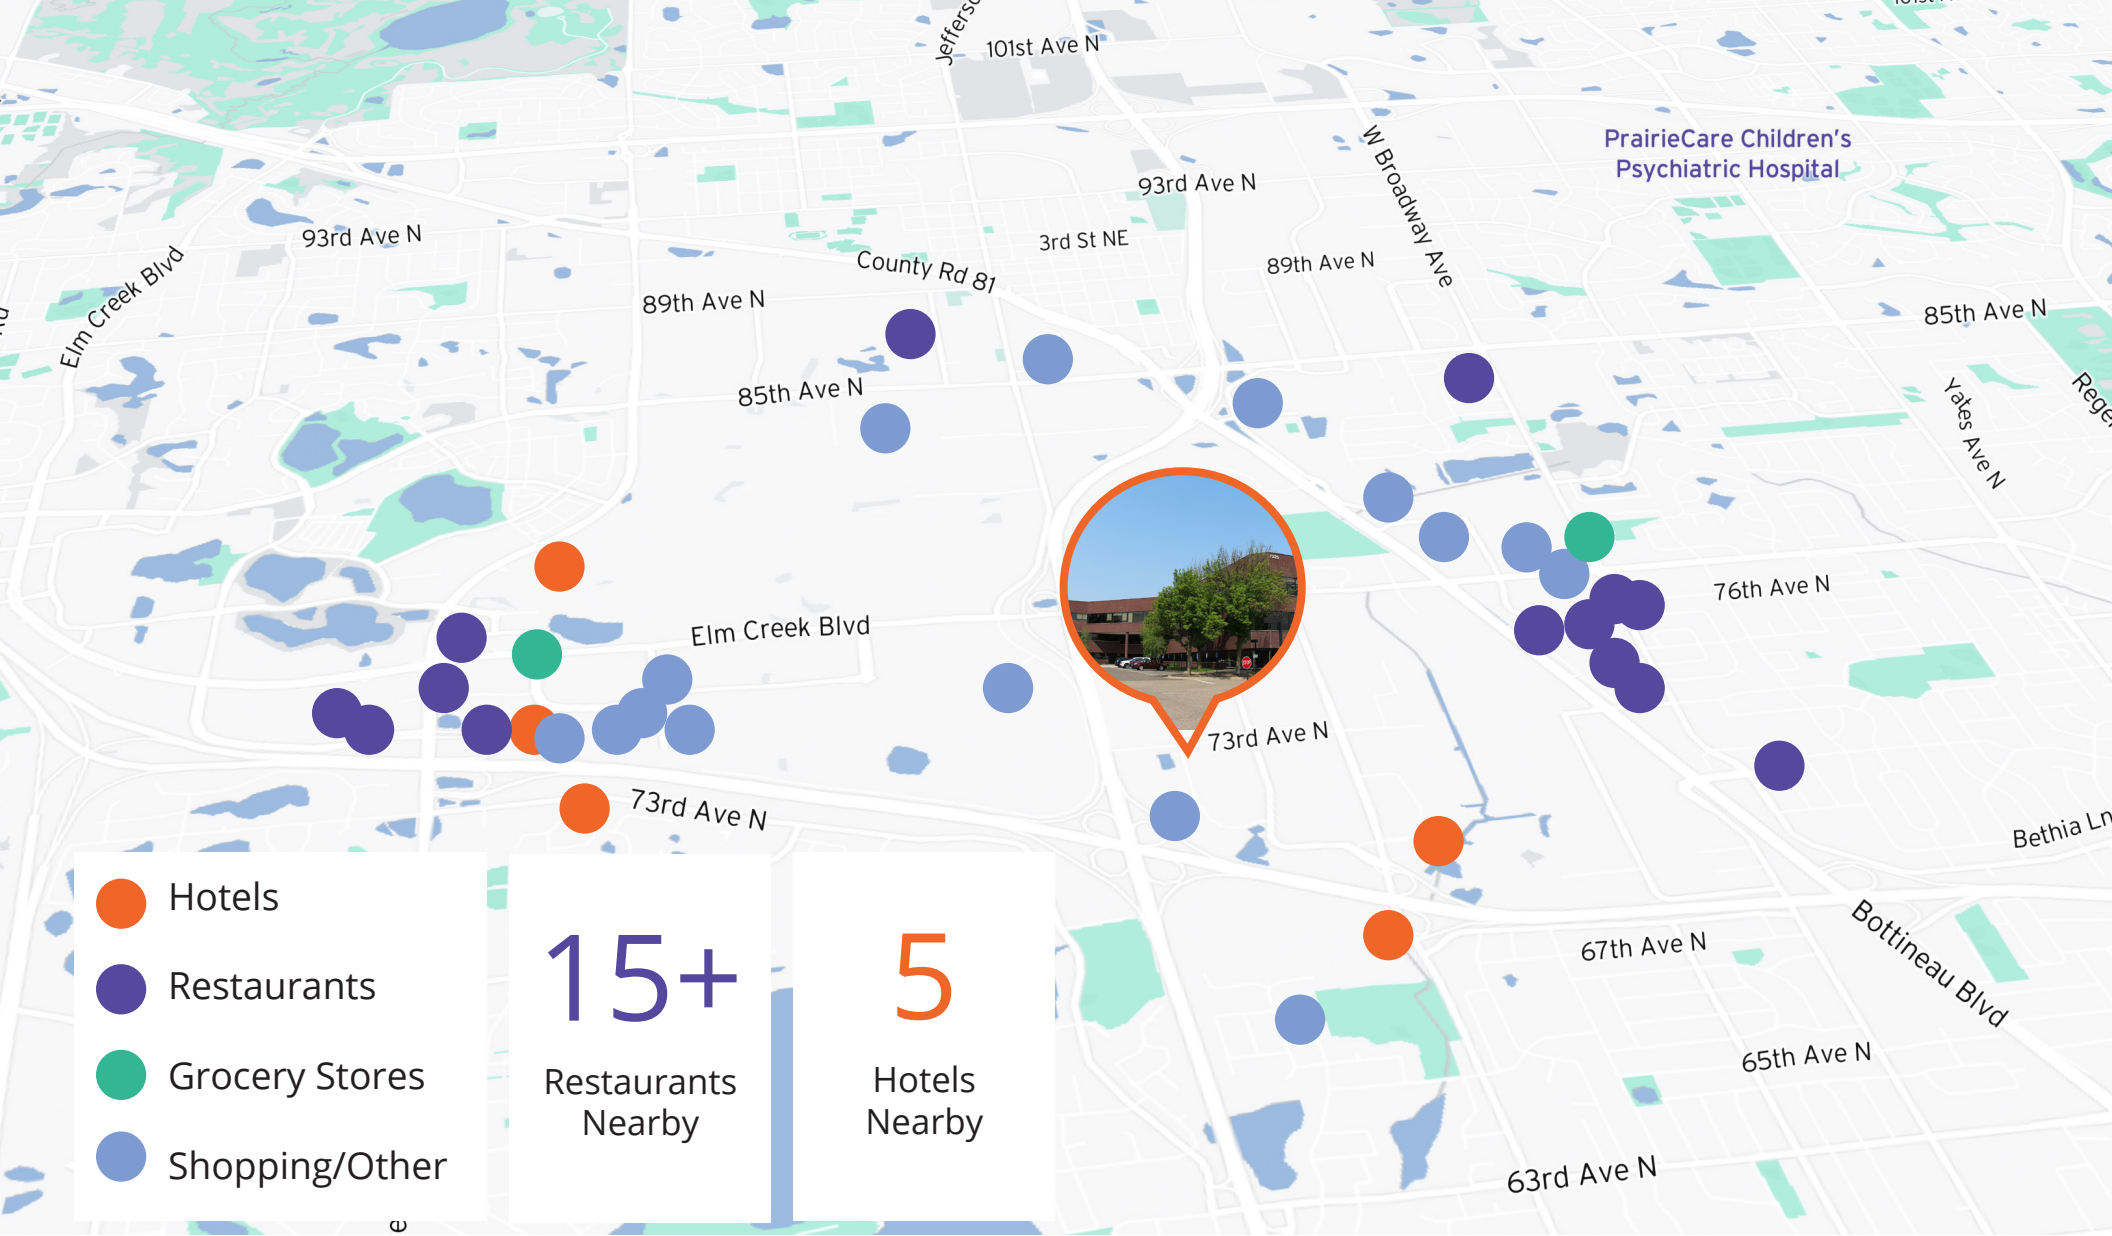 101st Ave N
PrairieCare Children's
Psychiatric Hospital
W Broadway Ave
93rd Ave N
93rd Ave N
3rd St NE
Elm Creek Blvd
County Rd 81
89th Ave N
89th Ave N
85th Ave N
85th Ave N
Yates Ave N
76th Ave N
Elm Creek Blvd
STOP
73rd Ave N
73rd Ave N
Bethia Ln
Bottineau Blvd
67th Ave N
65th Ave N
63rd Ave N
Hotels
Restaurants
Grocery Stores
Shopping/Other
15+
Restaurants
Nearby
5
Hotels
Nearby